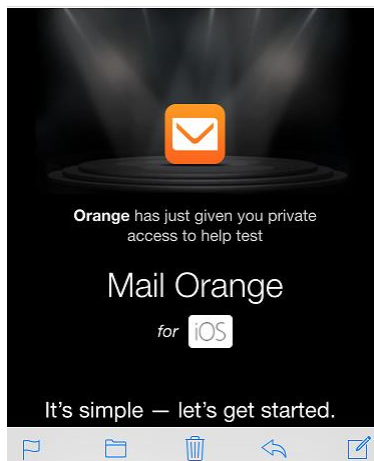 Orange has just given you private
access to help test
Mail Orange
for iOS
It's simple — let's get started.